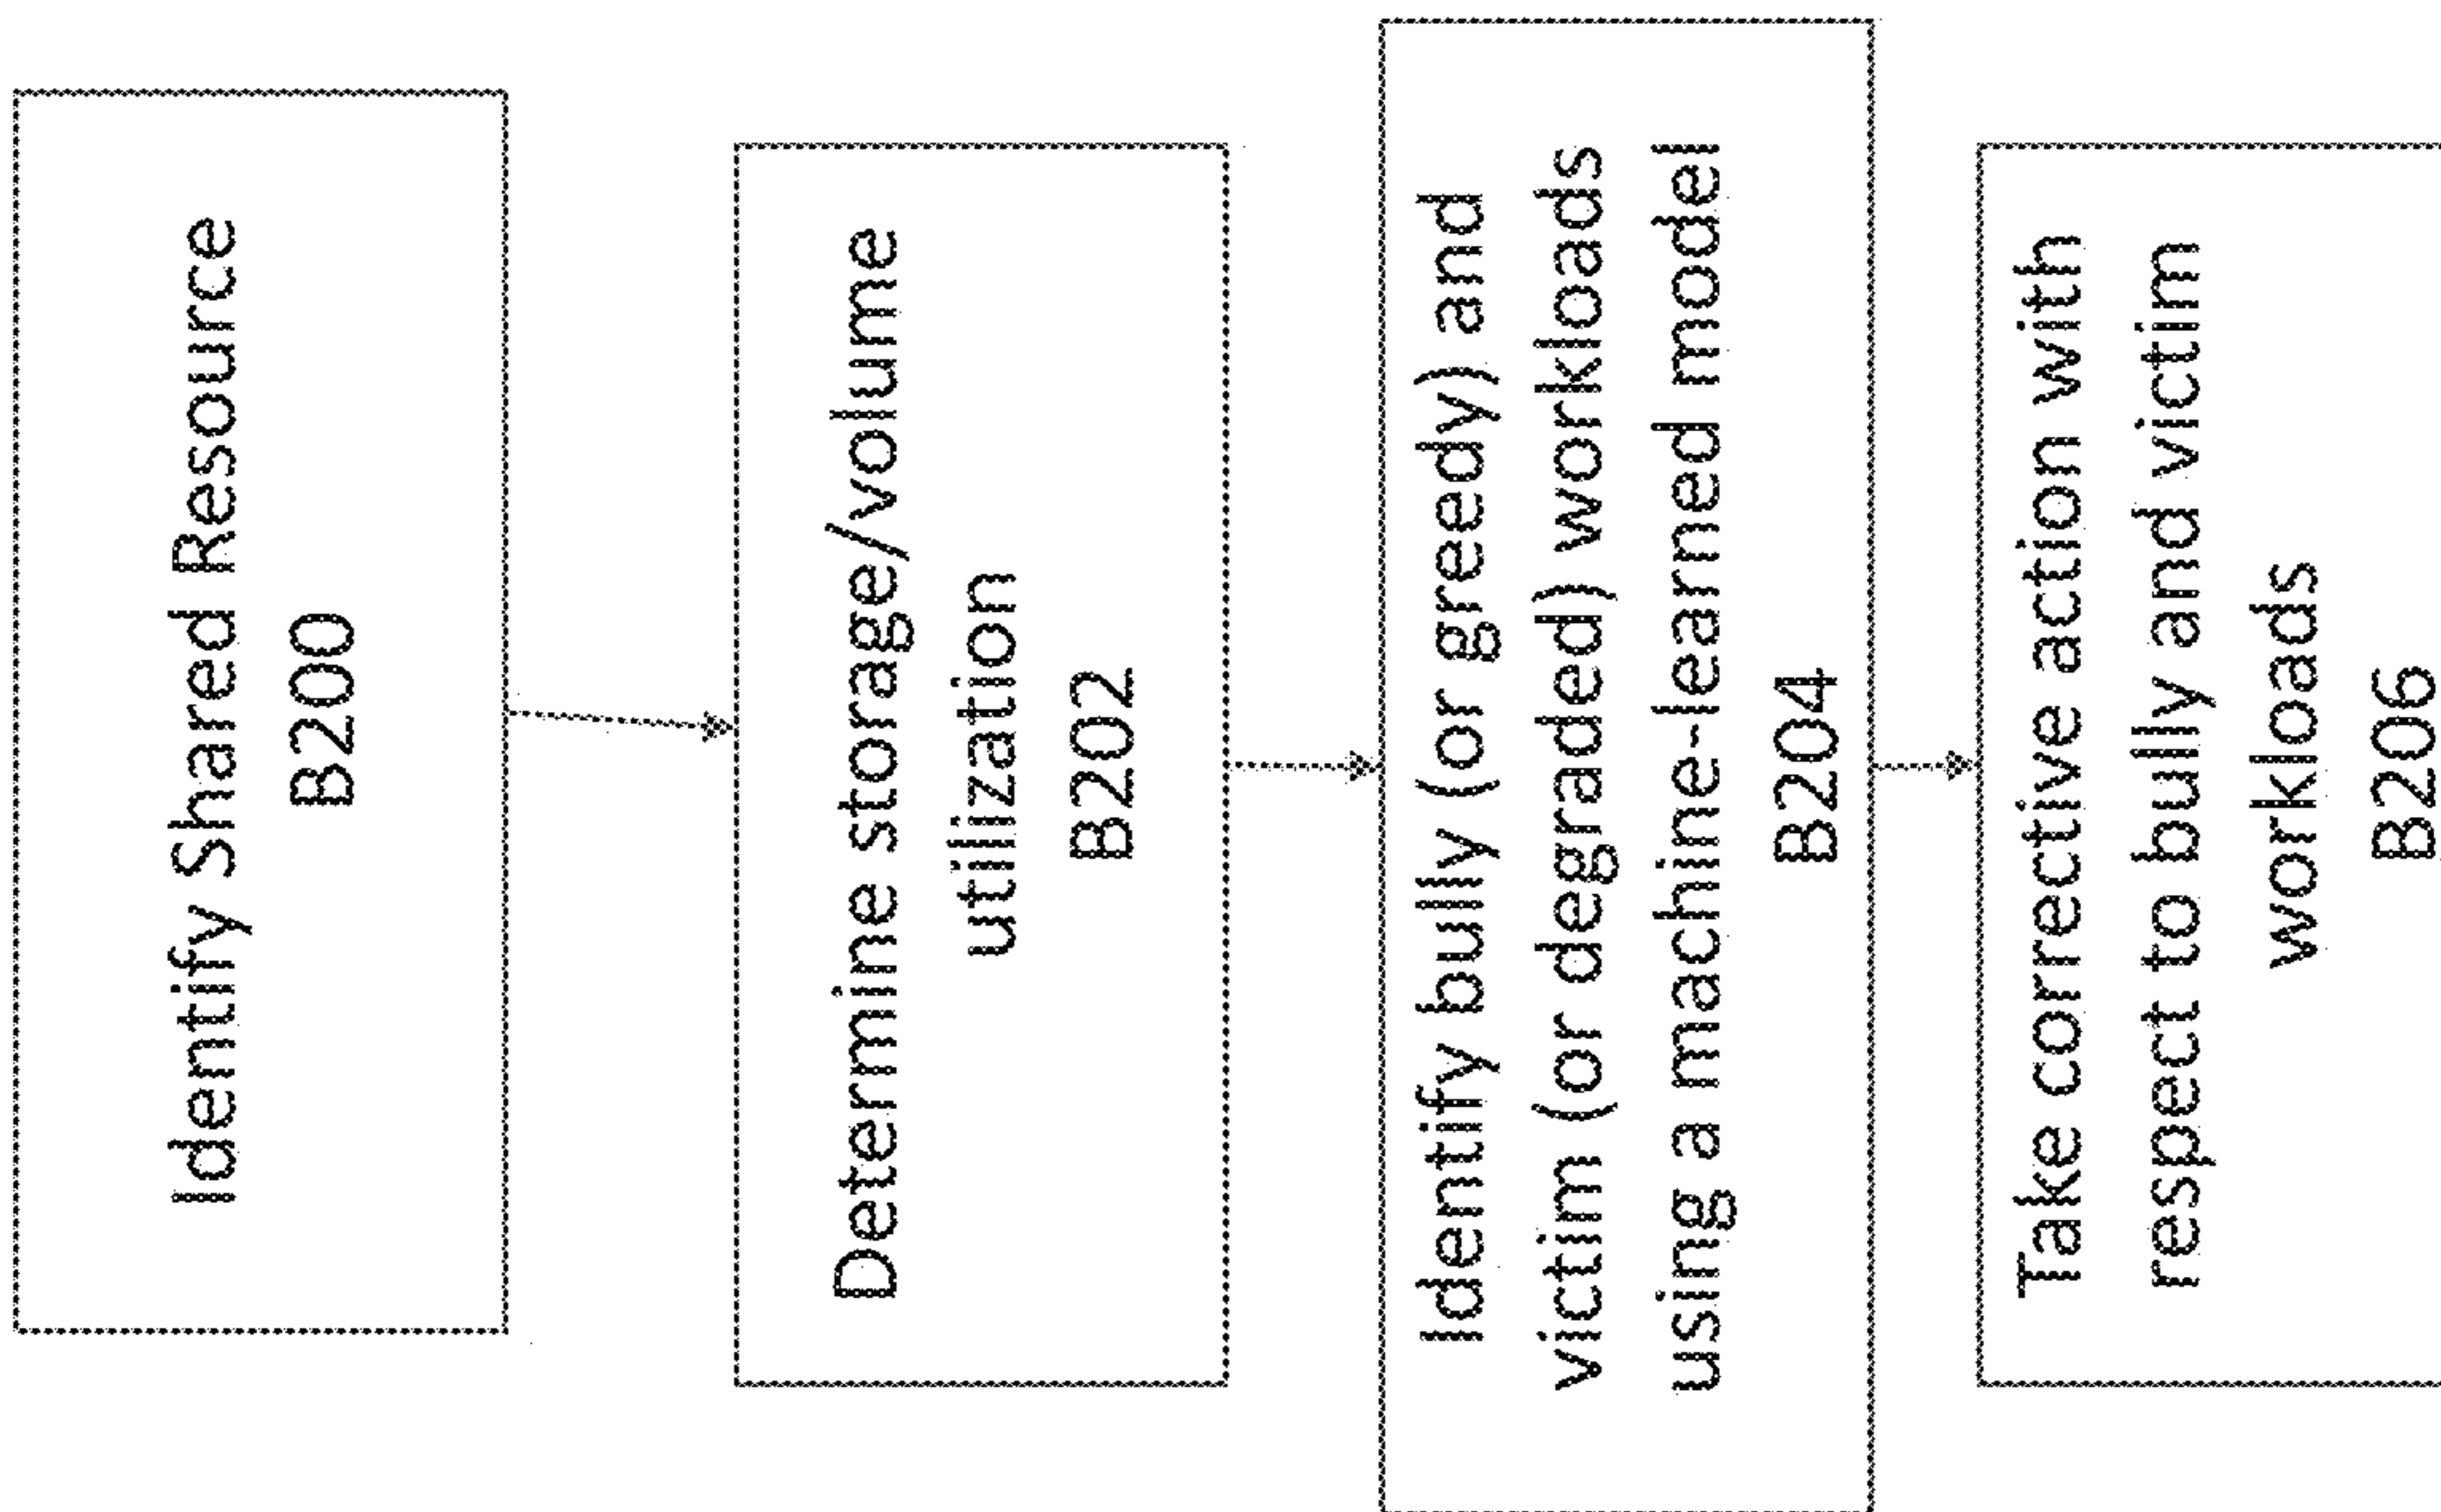 Identify Shared Resource
B200
Determine storage/volume
utilization
B202
Identify bully (or greedy) and
victim (or degraded) workloads
using a machine-learned model
B204
Take corrective action with
respect to bully and victim
workloads
B206